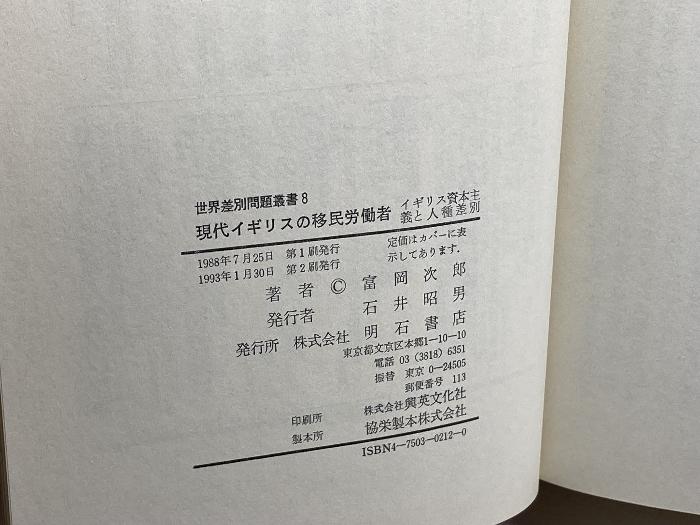 世界差別問題叢書 8
現代イギリスの移民労働者 イギリス資本主義と人種差別
1988年7月25日 第1刷発行
1993年1月30日 第2刷発行
定価はカバーに表
示してあります.
著者 © 富岡次郎
発行者 石井昭男
発行所 株式会社 明石書店
東京都文京区本郷1-10-10
電話 03 (3818) 6351
振替 東京 0-24505
郵便番号 113
印刷所 株式会社興英文化社
製本所 協栄製本株式会社
ISBN4-7503-0212-0